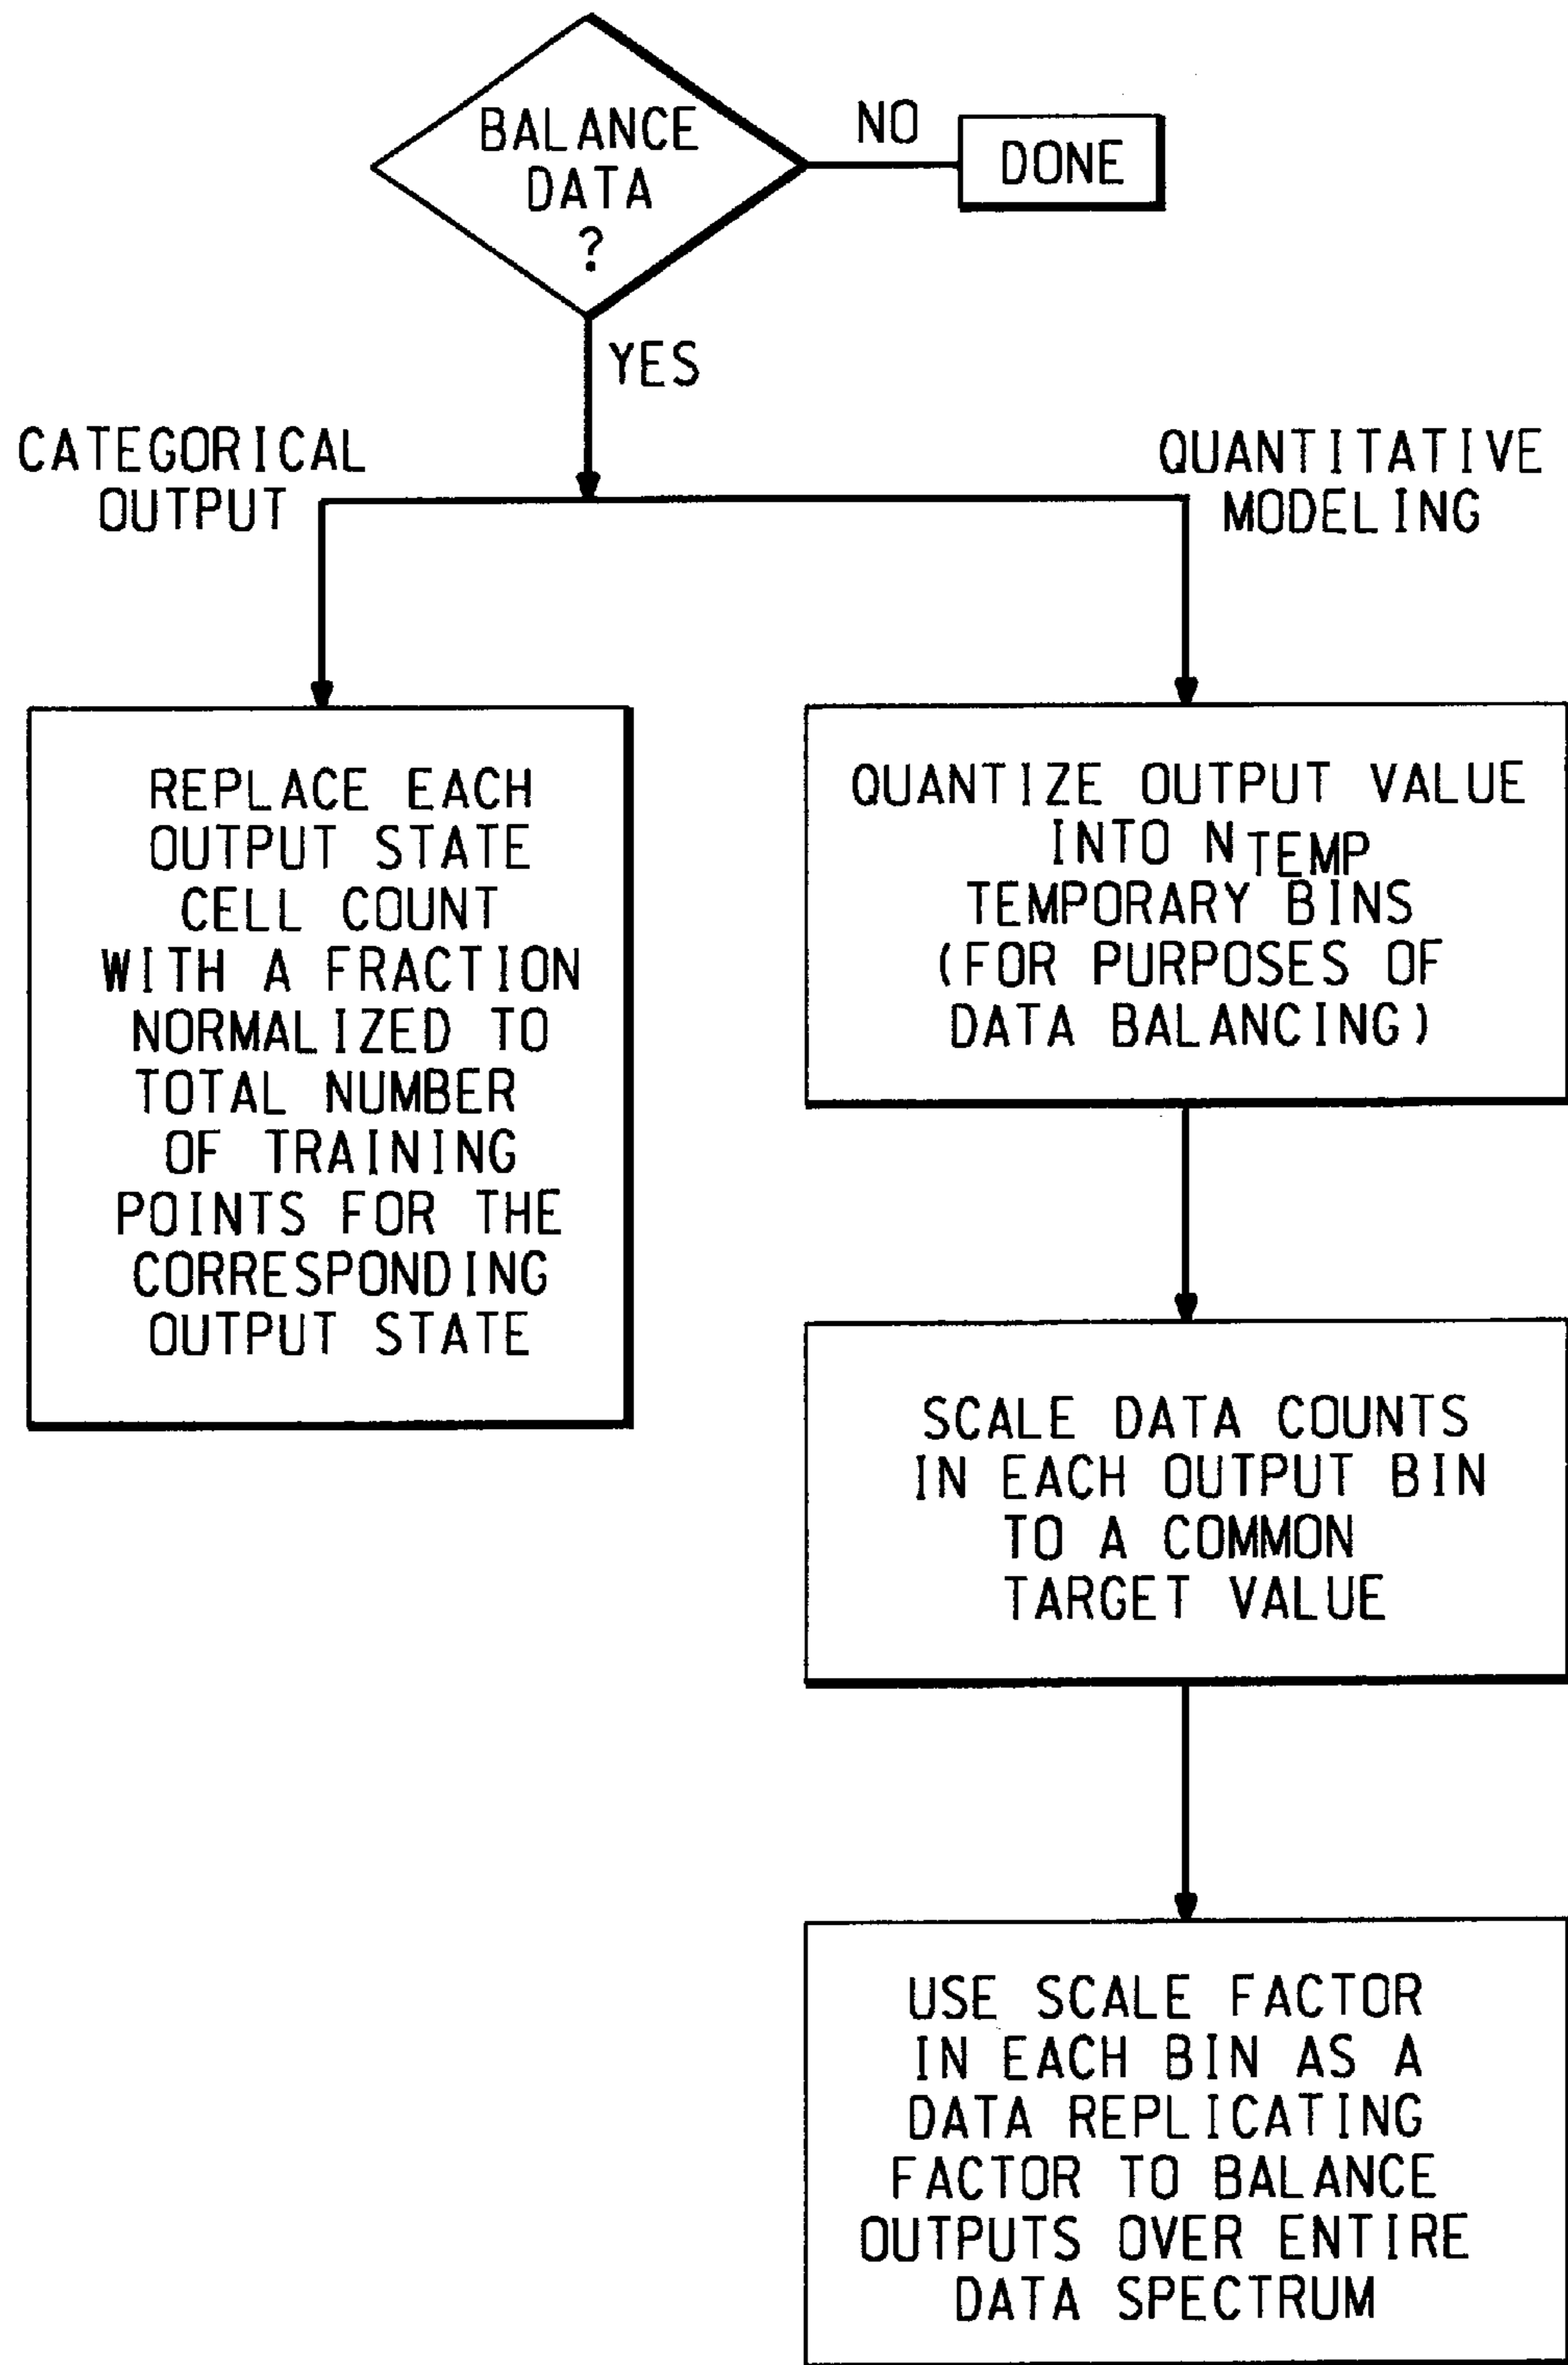 BALANCE
DATA
?
NO
DONE
YES
CATEGORICAL
OUTPUT
QUANTITATIVE
MODELING
REPLACE EACH
OUTPUT STATE
CELL COUNT
WITH A FRACTION
NORMALIZED TO
TOTAL NUMBER
OF TRAINING
POINTS FOR THE
CORRESPONDING
OUTPUT STATE
QUANTIZE OUTPUT VALUE
INTO NTEMP
TEMPORARY BINS
(FOR PURPOSES OF
DATA BALANCING)
SCALE DATA COUNTS
IN EACH OUTPUT BIN
TO A COMMON
TARGET VALUE
USE SCALE FACTOR
IN EACH BIN AS A
DATA REPLICATING
FACTOR TO BALANCE
OUTPUTS OVER ENTIRE
DATA SPECTRUM